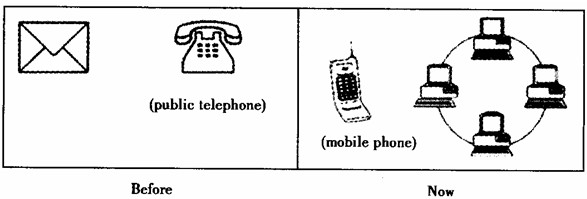 (public telephone)
(mobile phone)
Before
Now